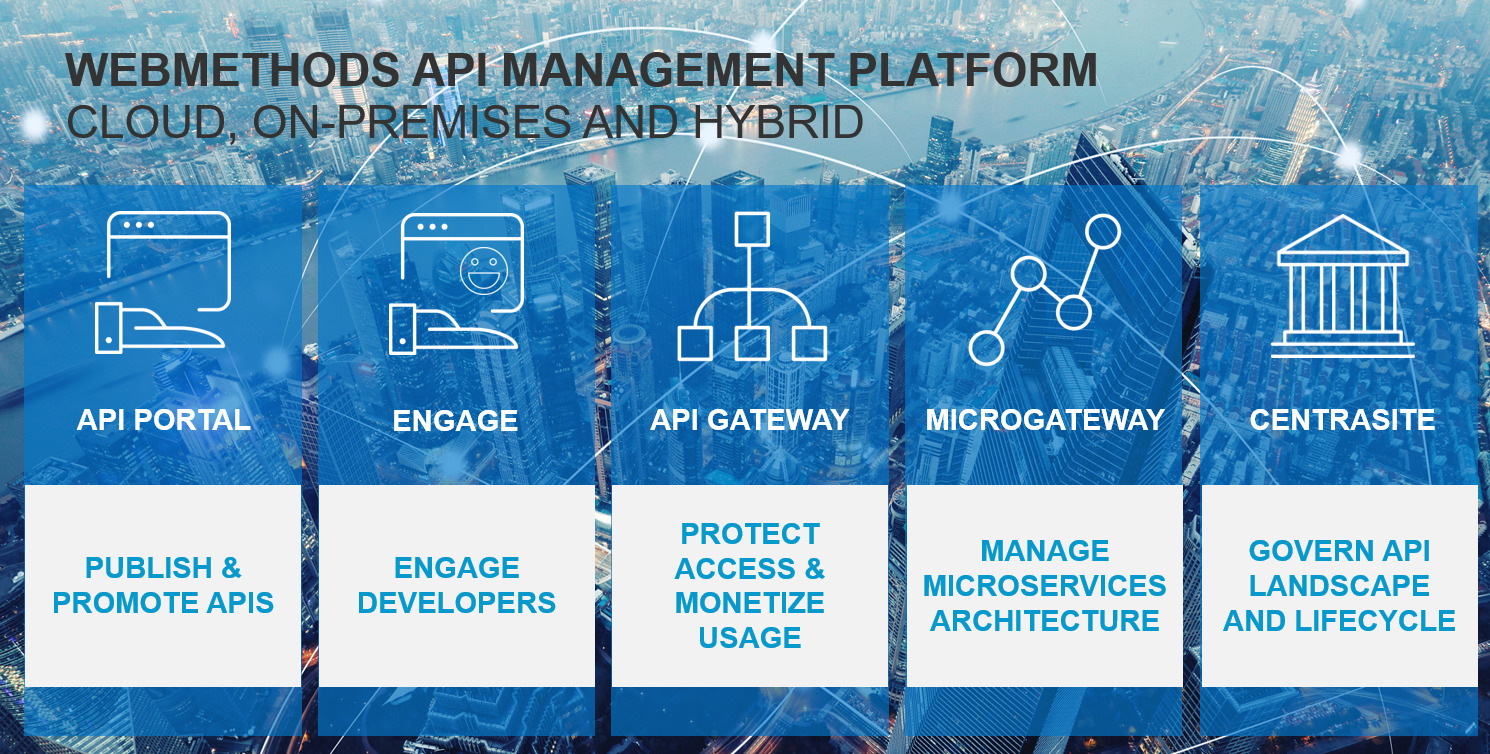 WEBMETHODS API MANAGEMENT PLATFORM
CLOUD, ON-PREMISES AND HYBRID
API PORTAL
PUBLISH &
PROMOTE APIS
ENGAGE
ENGAGE
DEVELOPERS
API GATEWAY
PROTECT
ACCESS &
MONETIZE
USAGE
MICROGATEWAY
MANAGE
MICROSERVICES
ARCHITECTURE
CENTRASITE
GOVERN API
LANDSCAPE
AND LIFECYCLE